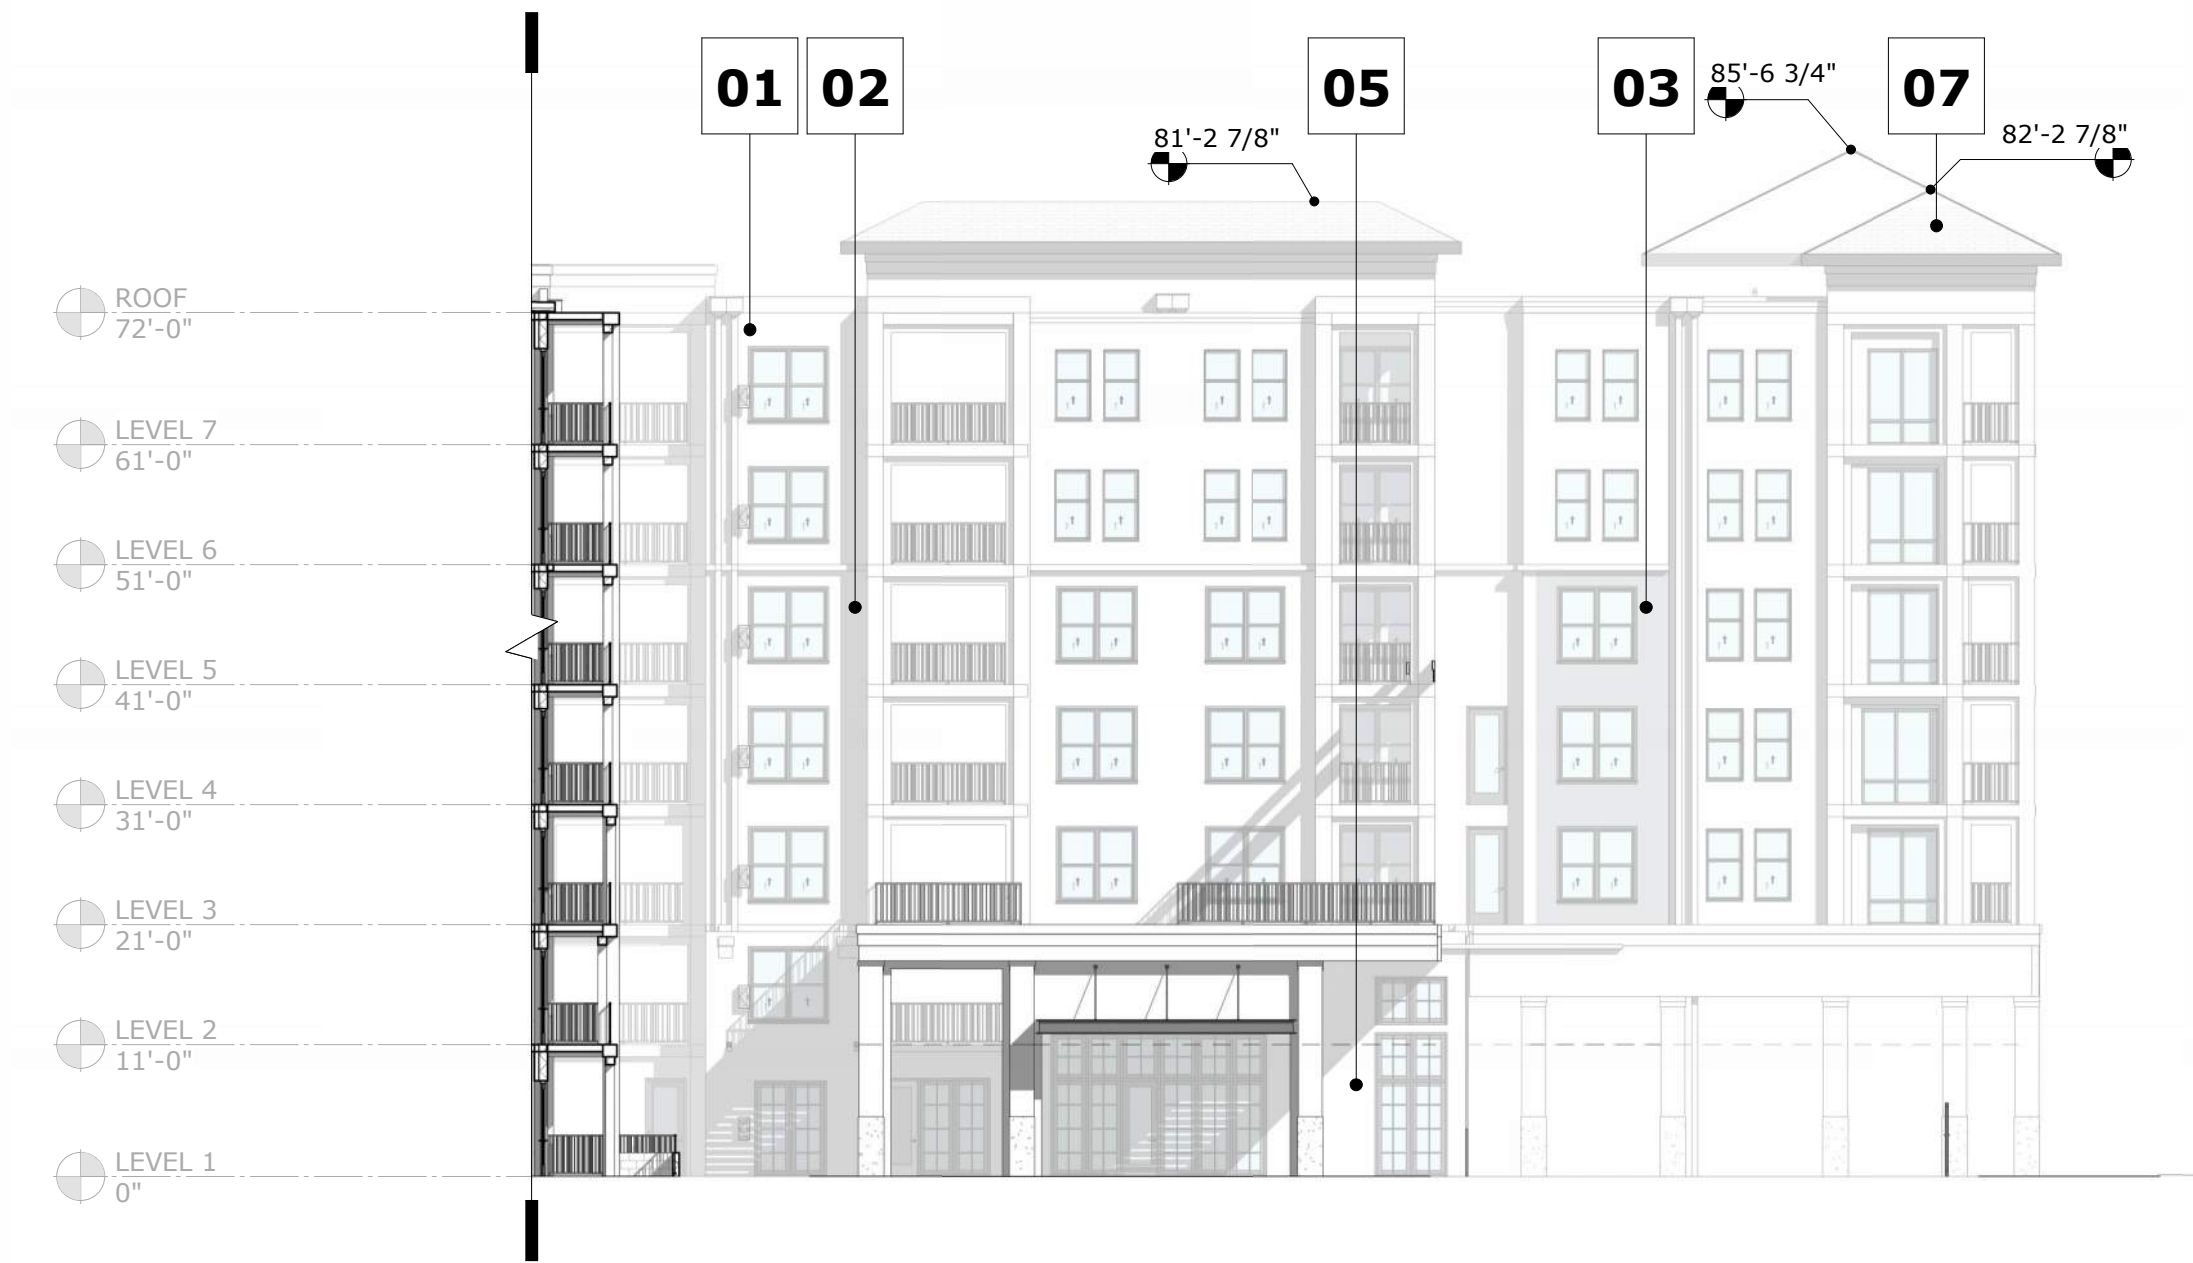 01
02
05
03
07
85'-6 3/4"
81'-2 7/8"
82'-2 7/8"
ROOF
72'-0"
LEVEL 7
61'-0"
LEVEL 6
51'-0"
LEVEL 5
41'-0"
LEVEL 4
31'-0"
LEVEL 3
21'-0"
LEVEL 2
11'-0"
LEVEL 1
0"